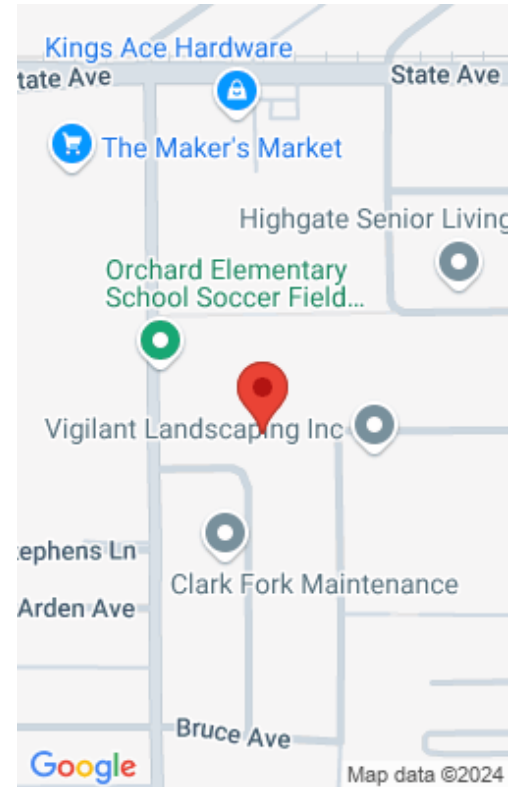 Kings Ace Hardware
tate Ave
State Ave
The Maker's Market
Highgate Senior Living
Orchard Elementary
School Soccer Field...
Vigilant Landscaping Inc
ephens Ln
Clark Fork Maintenance
Arden Ave
Bruce Ave
Google
Map data ©2024